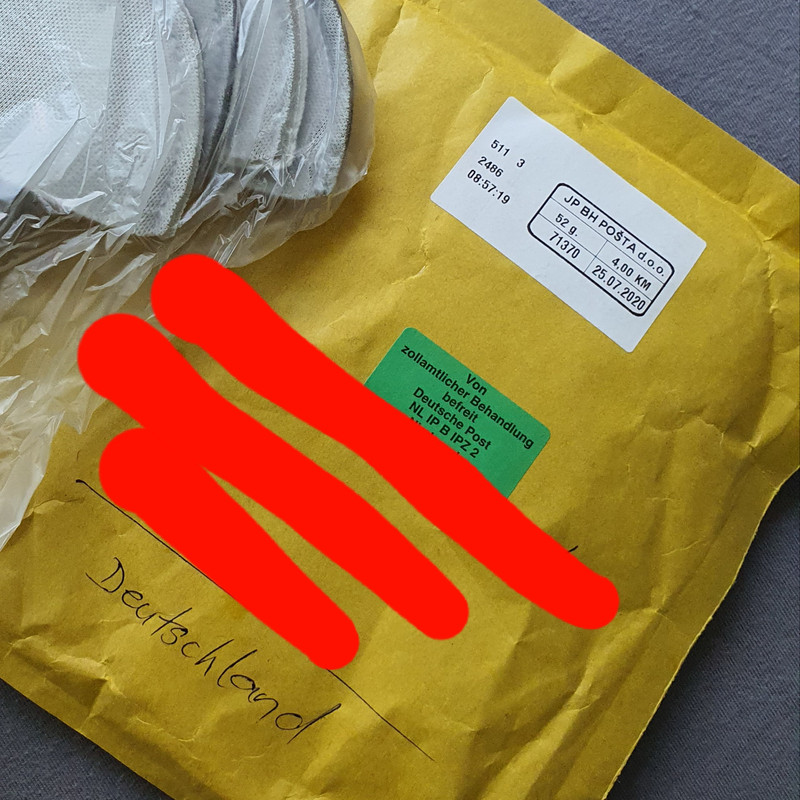 511 3
2486
08:57:19
JP BH POŠTA d.o.o.
52 g. 4,00 KM
71370 25.07.2020
Von
zollamtlicher Behandlung
befreit
Deutsche Post
NL IP B IPZ 2
Deutschland